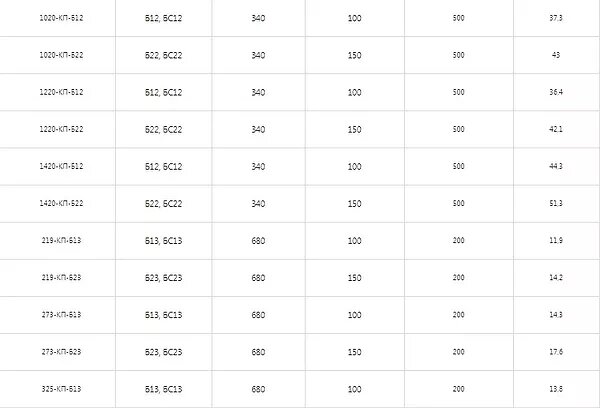 1020-КП-Б12 Б12, БС12 340 100 500 37,3
1020-КП-Б22 Б22, БС22 340 150 500 43
1220-КП-Б12 Б12, БС12 340 100 500 36,4
1220-КП-Б22 Б22, БС22 340 150 500 42,1
1420-КП-Б12 Б12, БС12 340 100 500 44,3
1420-КП-Б22 Б22, БС22 340 150 500 51,3
219-КП-Б13 Б13, БС13 680 100 200 11,9
219-КП-Б23 Б23, БС23 680 150 200 14,2
273-КП-Б13 Б13, БС13 680 100 200 14,3
273-КП-Б23 Б23, БС23 680 150 200 17,6
325-КП-Б13 Б13, БС13 680 100 200 13,8